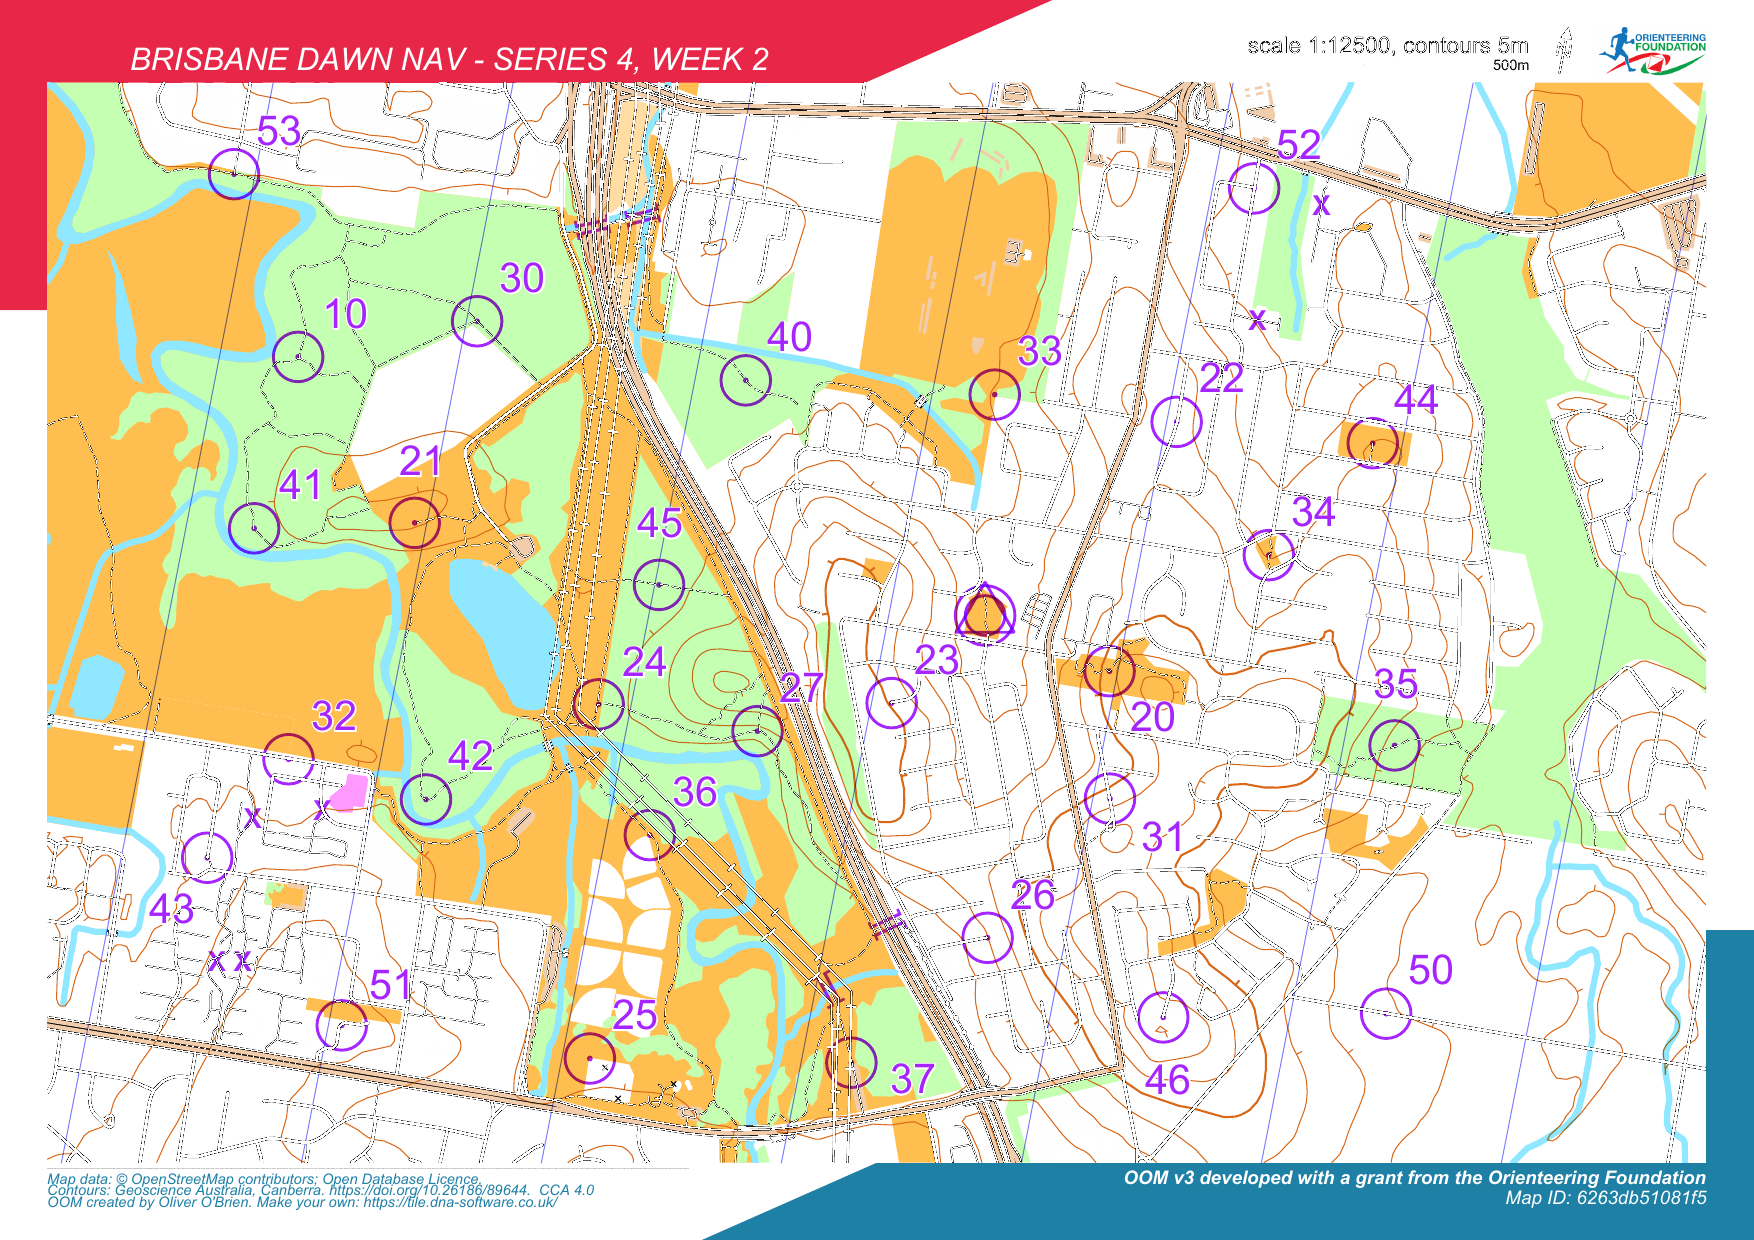 BRISBANE DAWN NAV - SERIES 4, WEEK 2
scale 1:12500, contours 5m
500m
ORIENTEERING
FOUNDATION
53
52
X
30
10
X
40
33
22
44
21
41
34
45
23
24
27
35
32
20
42
36
X
X
31
43
26
X X
51
50
25
37
46
Map data: © OpenStreetMap contributors; Open Database Licence.
Contours: Geoscience Australia, Canberra. https://doi.org/10.26186/89644. CCA 4.0
OOM created by Oliver O'Brien. Make your own: https://tile.dna-software.co.uk/
OOM v3 developed with a grant from the Orienteering Foundation
Map ID: 6263db51081f5